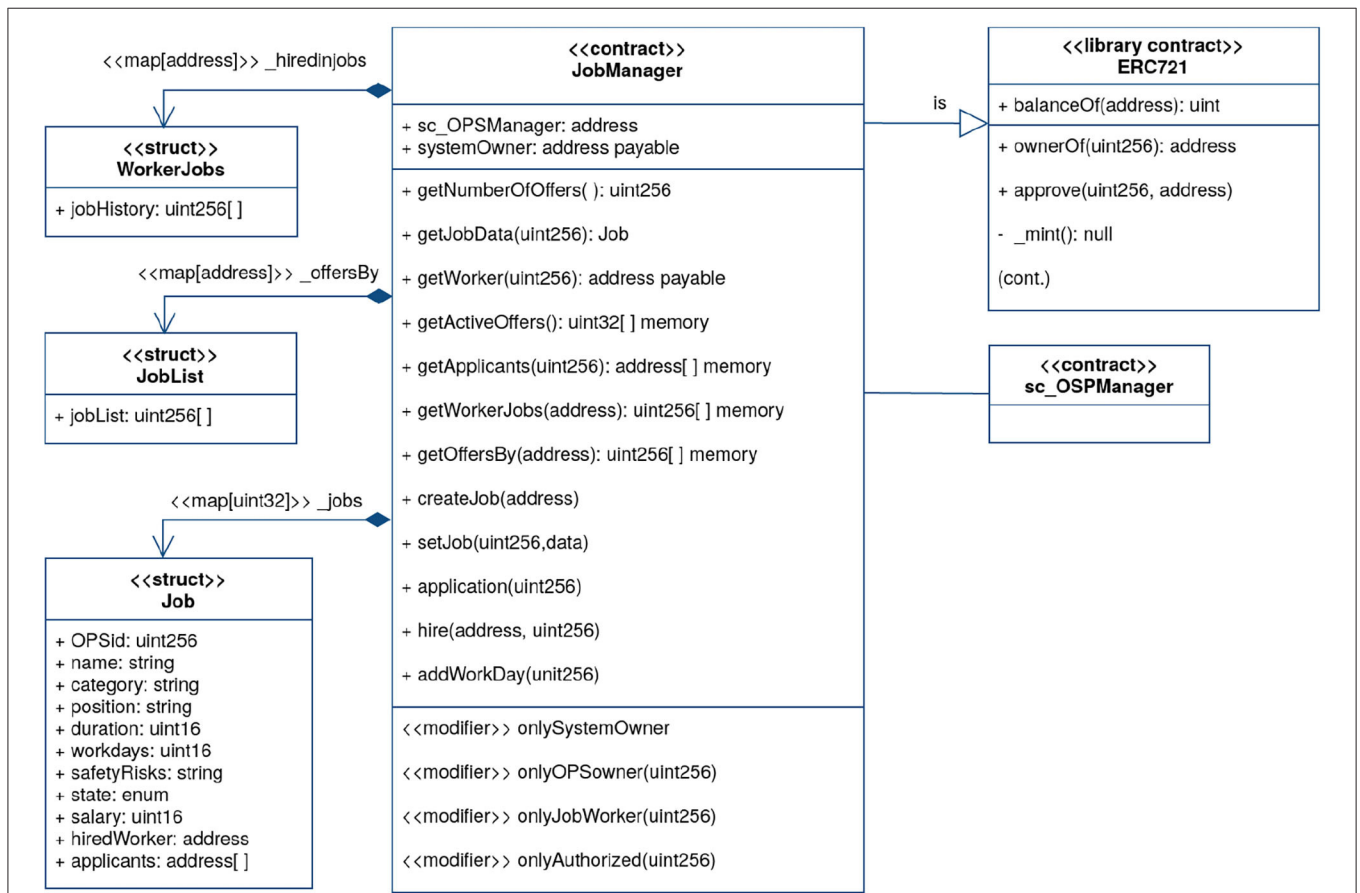 <<map[address]>> _hiredinjobs
<<struct>>
WorkerJobs
+ jobHistory: uint256[ ]
<<map[address]>> _offersBy
<<struct>>
JobList
+ jobList: uint256[ ]
<<map[uint32]>> _jobs
<<struct>>
Job
+ OPSid: uint256
+ name: string
+ category: string
+ position: string
+ duration: uint16
+ workdays: uint16
+ safetyRisks: string
+ state: enum
+ salary: uint16
+ hiredWorker: address
+ applicants: address[ ]
<<contract>>
JobManager
+ sc_OPSManager: address
+ systemOwner: address payable
+ getNumberOfOffers( ): uint256
+ getJobData(uint256): Job
+ getWorker(uint256): address payable
+ getActiveOffers(): uint32[ ] memory
+ getApplicants(uint256): address[ ] memory
+ getWorkerJobs(address): uint256[ ] memory
+ getOffersBy(address): uint256[ ] memory
+ createJob(address)
+ setJob(uint256,data)
+ application(uint256)
+ hire(address, uint256)
+ addWorkDay(unit256)
<<modifier>> onlySystemOwner
<<modifier>> onlyOPSowner(uint256)
<<modifier>> onlyJobWorker(uint256)
<<modifier>> onlyAuthorized(uint256)
is
<<library contract>>
ERC721
+ balanceOf(address): uint
+ ownerOf(uint256): address
+ approve(uint256, address)
- _mint(): null
(cont.)
<<contract>>
sc_OSPManager